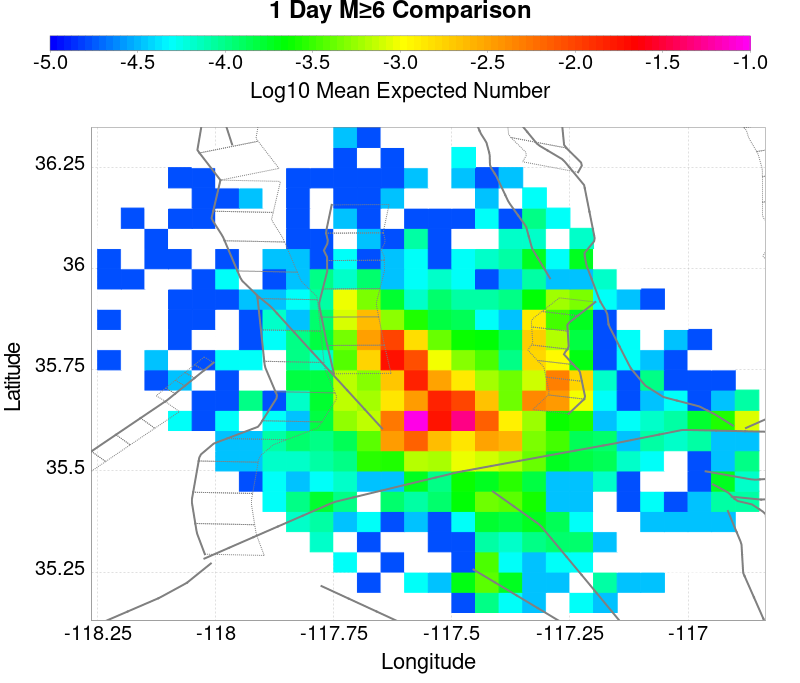 1 Day M≥6 Comparison
-5.0 -4.5 -4.0 -3.5 -3.0 -2.5 -2.0 -1.5 -1.0
Log10 Mean Expected Number
36.25
36
35.75
35.5
35.25
Latitude
-118.25 -118 -117.75 -117.5 -117.25 -117
Longitude